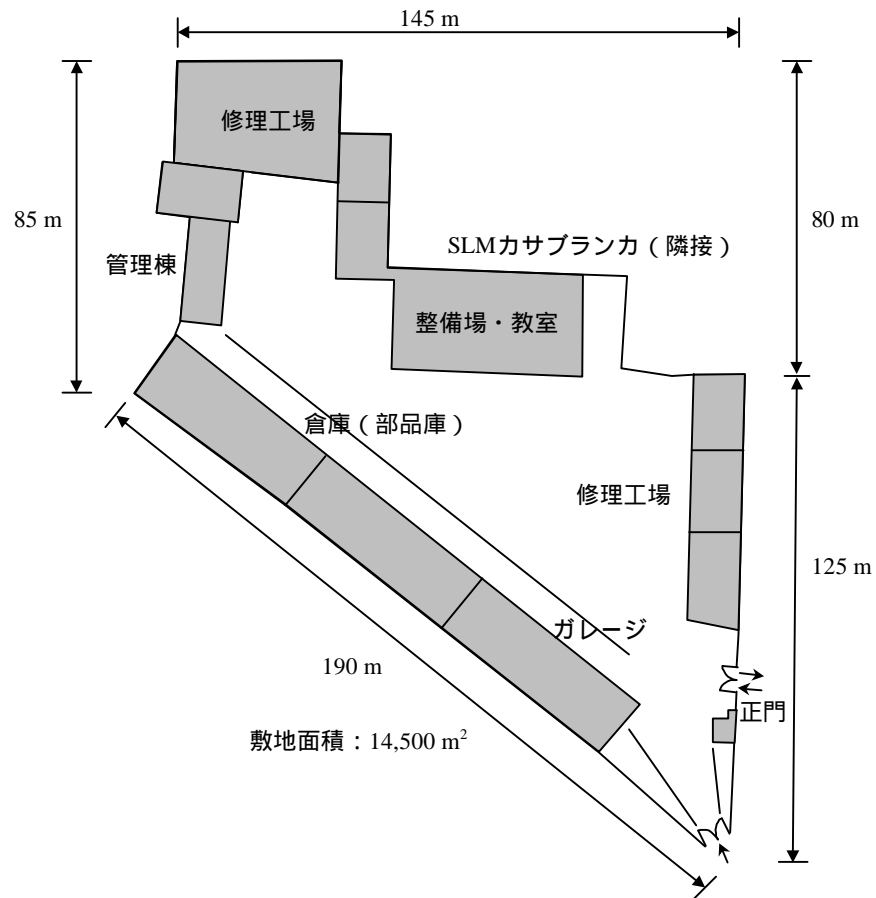 145 m
修理工場
85 m
80 m
SLMカサブランカ（隣接）
管理棟
整備場・教室
倉庫（部品庫）
修理工場
125 m
ガレージ
190 m
正門
敷地面積：14,500 m²